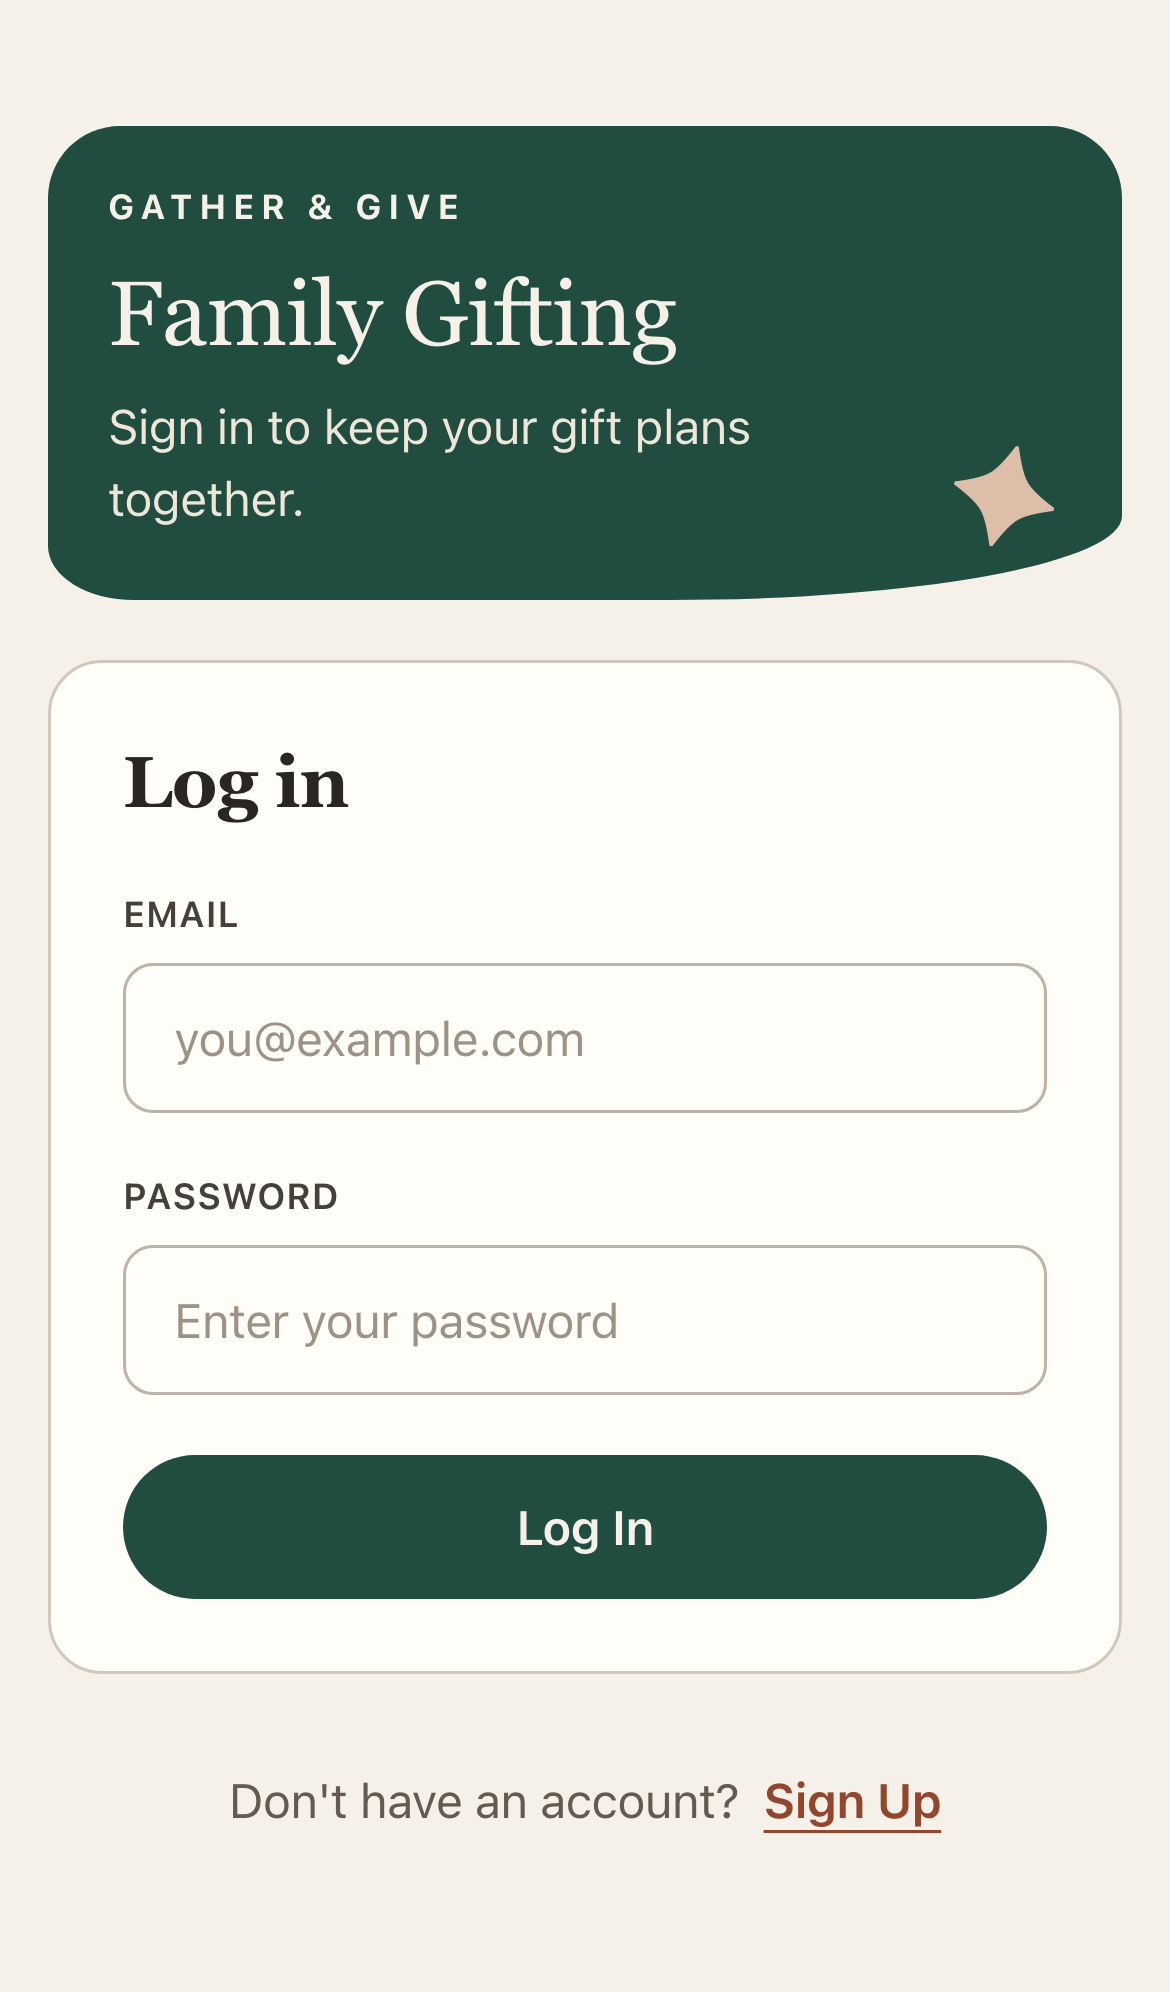 GATHER & GIVE
Family Gifting
Sign in to keep your gift plans
together.
Log in
EMAIL
you@example.com
PASSWORD
Enter your password
Log In
Don't have an account? Sign Up